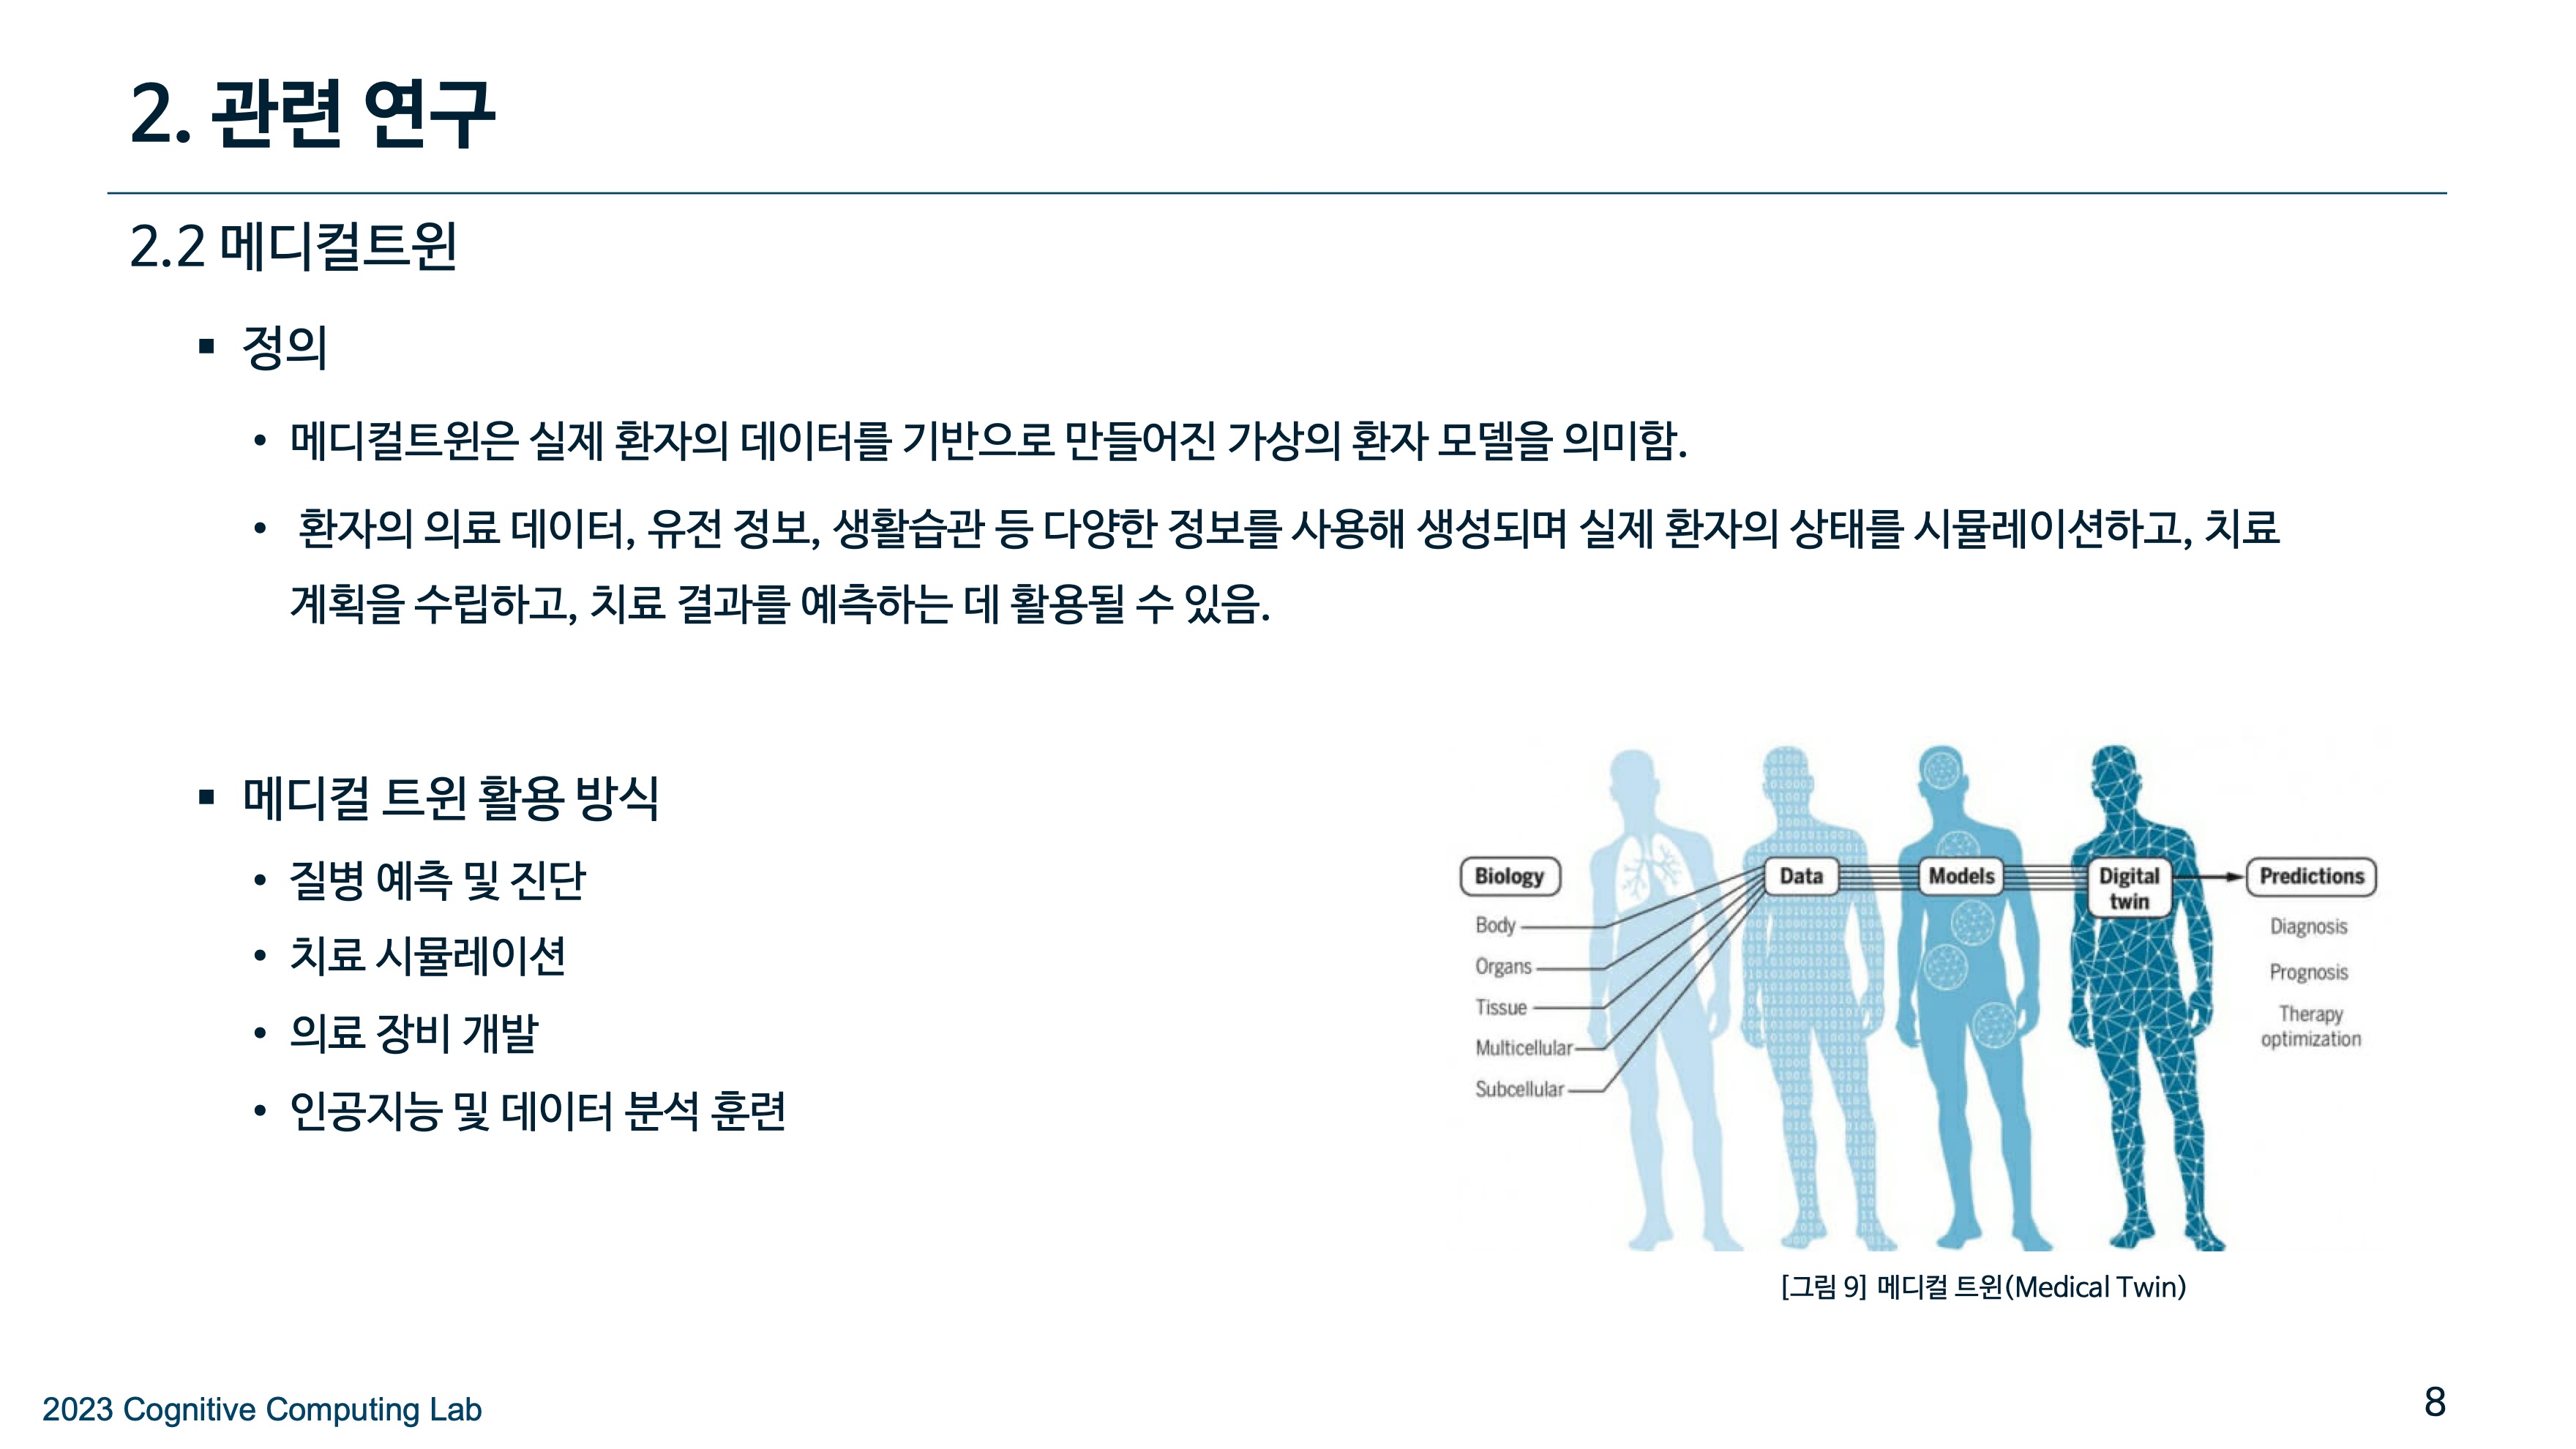 2. 관련 연구
2.2 메디컬트윈
▪ 정의
• 메디컬트윈은 실제 환자의 데이터를 기반으로 만들어진 가상의 환자 모델을 의미함.
• 환자의 의료 데이터, 유전 정보, 생활습관 등 다양한 정보를 사용해 생성되며 실제 환자의 상태를 시뮬레이션하고, 치료
계획을 수립하고, 치료 결과를 예측하는 데 활용될 수 있음.
▪ 메디컬 트윈 활용 방식
• 질병 예측 및 진단
• 치료 시뮬레이션
• 의료 장비 개발
• 인공지능 및 데이터 분석 훈련
Biology
Body
Organs
Tissue
Multicellular
Subcellular
Data
Models
Digital
twin
Predictions
Diagnosis
Prognosis
Therapy
optimization
[그림 9] 메디컬 트윈(Medical Twin)
2023 Cognitive Computing Lab
8